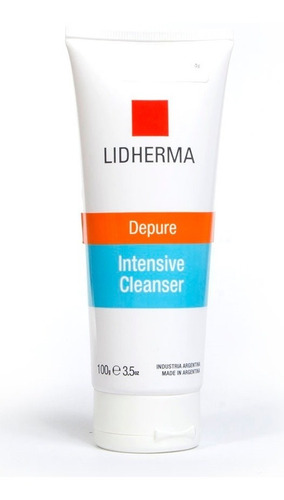 LIDHERMA
Depure
Intensive
Cleanser
100g ℮ 3.5oz
INDUSTRIA ARGENTINA
MADE IN ARGENTINA